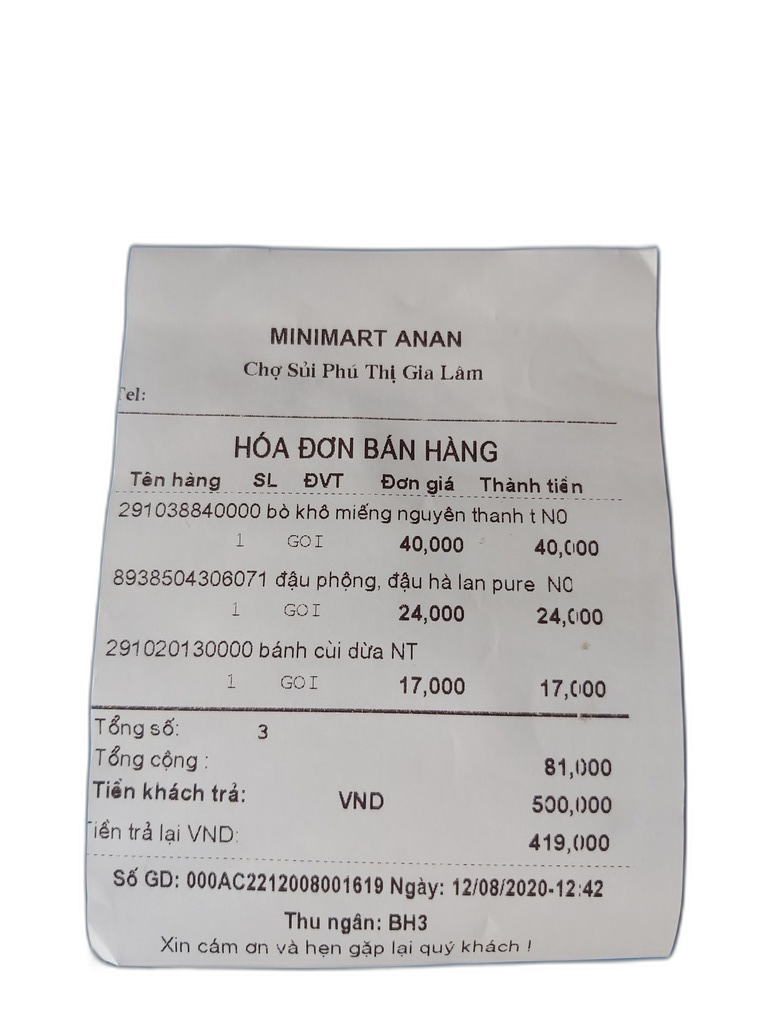 MINIMART ANAN
Chợ Sủi Phú Thị Gia Lâm
Tel:
HÓA ĐƠN BÁN HÀNG
Tên hàng SL ĐVT Đơn giá Thành tiền
291038840000 bò khô miếng nguyên thanh t N0
1 GOI 40,000 40,000
8938504306071 đậu phộng, đậu hà lan pure N0
1 GOI 24,000 24,000
291020130000 bánh cùi dừa NT
1 GOI 17,000 17,000
Tổng số: 3
Tổng cộng : 81,000
Tiền khách trả: VND 500,000
Tiền trả lại VND: 419,000
Số GD: 000AC2212008001619 Ngày: 12/08/2020-12:42
Thu ngân: BH3
Xin cám ơn và hẹn gặp lại quý khách !